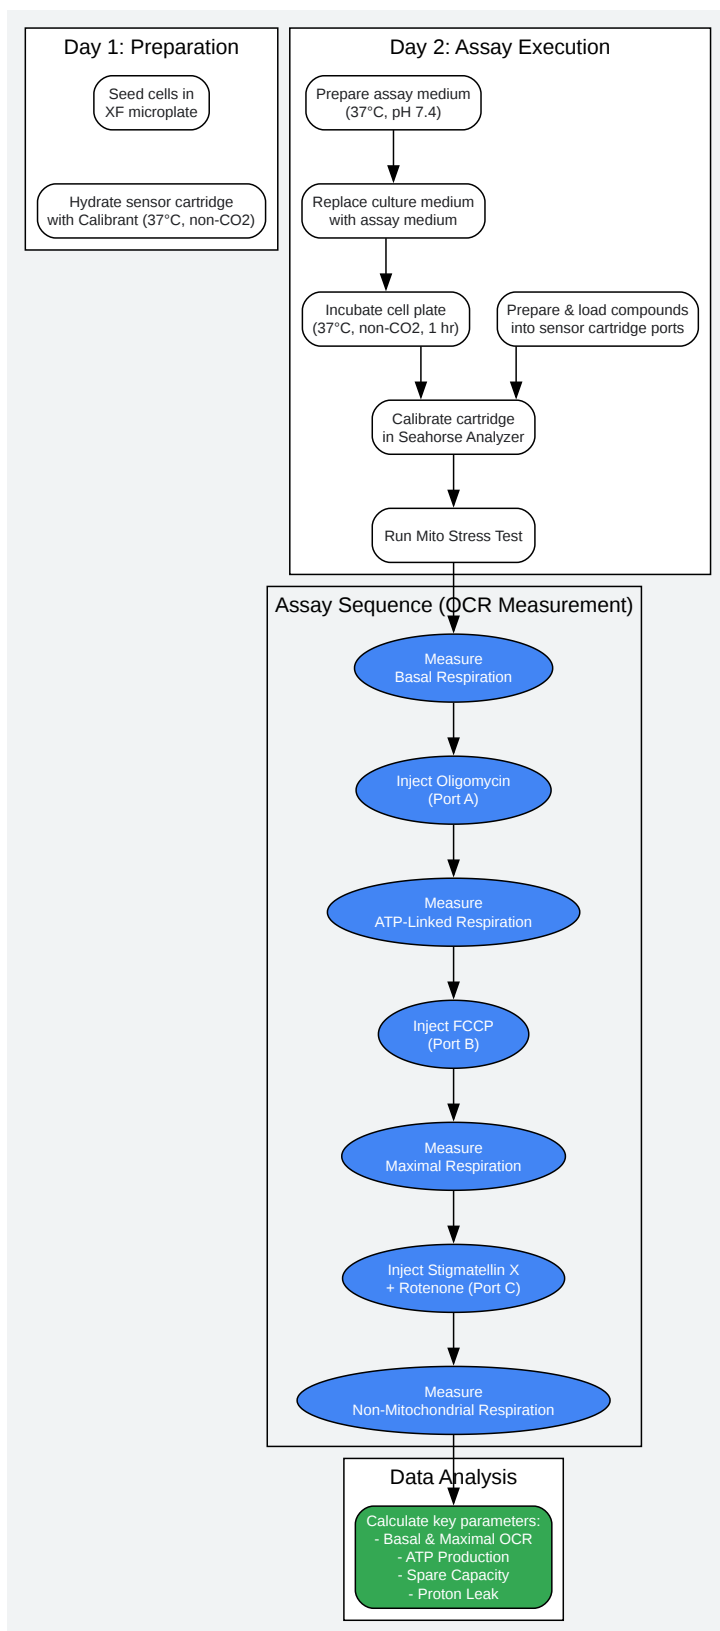 Day 1: Preparation
Seed cells in
XF microplate
Hydrate sensor cartridge
with Calibrant (37°C, non-CO2)
Day 2: Assay Execution
Prepare assay medium
(37°C, pH 7.4)
Replace culture medium
with assay medium
Incubate cell plate
(37°C, non-CO2, 1 hr)
Prepare & load compounds
into sensor cartridge ports
Calibrate cartridge
in Seahorse Analyzer
Run Mito Stress Test
Assay Sequence (OCR Measurement)
Measure
Basal Respiration
Inject Oligomycin
(Port A)
Measure
ATP-Linked Respiration
Inject FCCP
(Port B)
Measure
Maximal Respiration
Inject Stigmatellin X
+ Rotenone (Port C)
Measure
Non-Mitochondrial Respiration
Data Analysis
Calculate key parameters:
- Basal & Maximal OCR
- ATP Production
- Spare Capacity
- Proton Leak